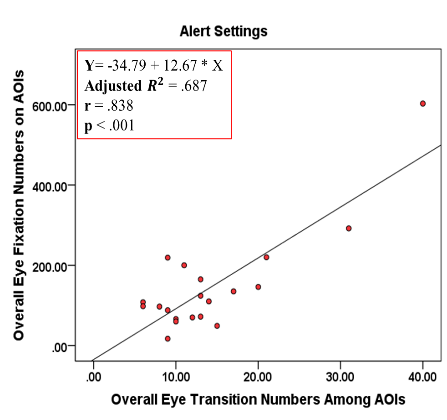 Alert Settings
Y= -34.79 + 12.67 * X
Adjusted R² = .687
r = .838
p < .001
Overall Eye Fixation Numbers on AOIs
600.00
400.00
200.00
.00
.00 10.00 20.00 30.00 40.00
Overall Eye Transition Numbers Among AOIs